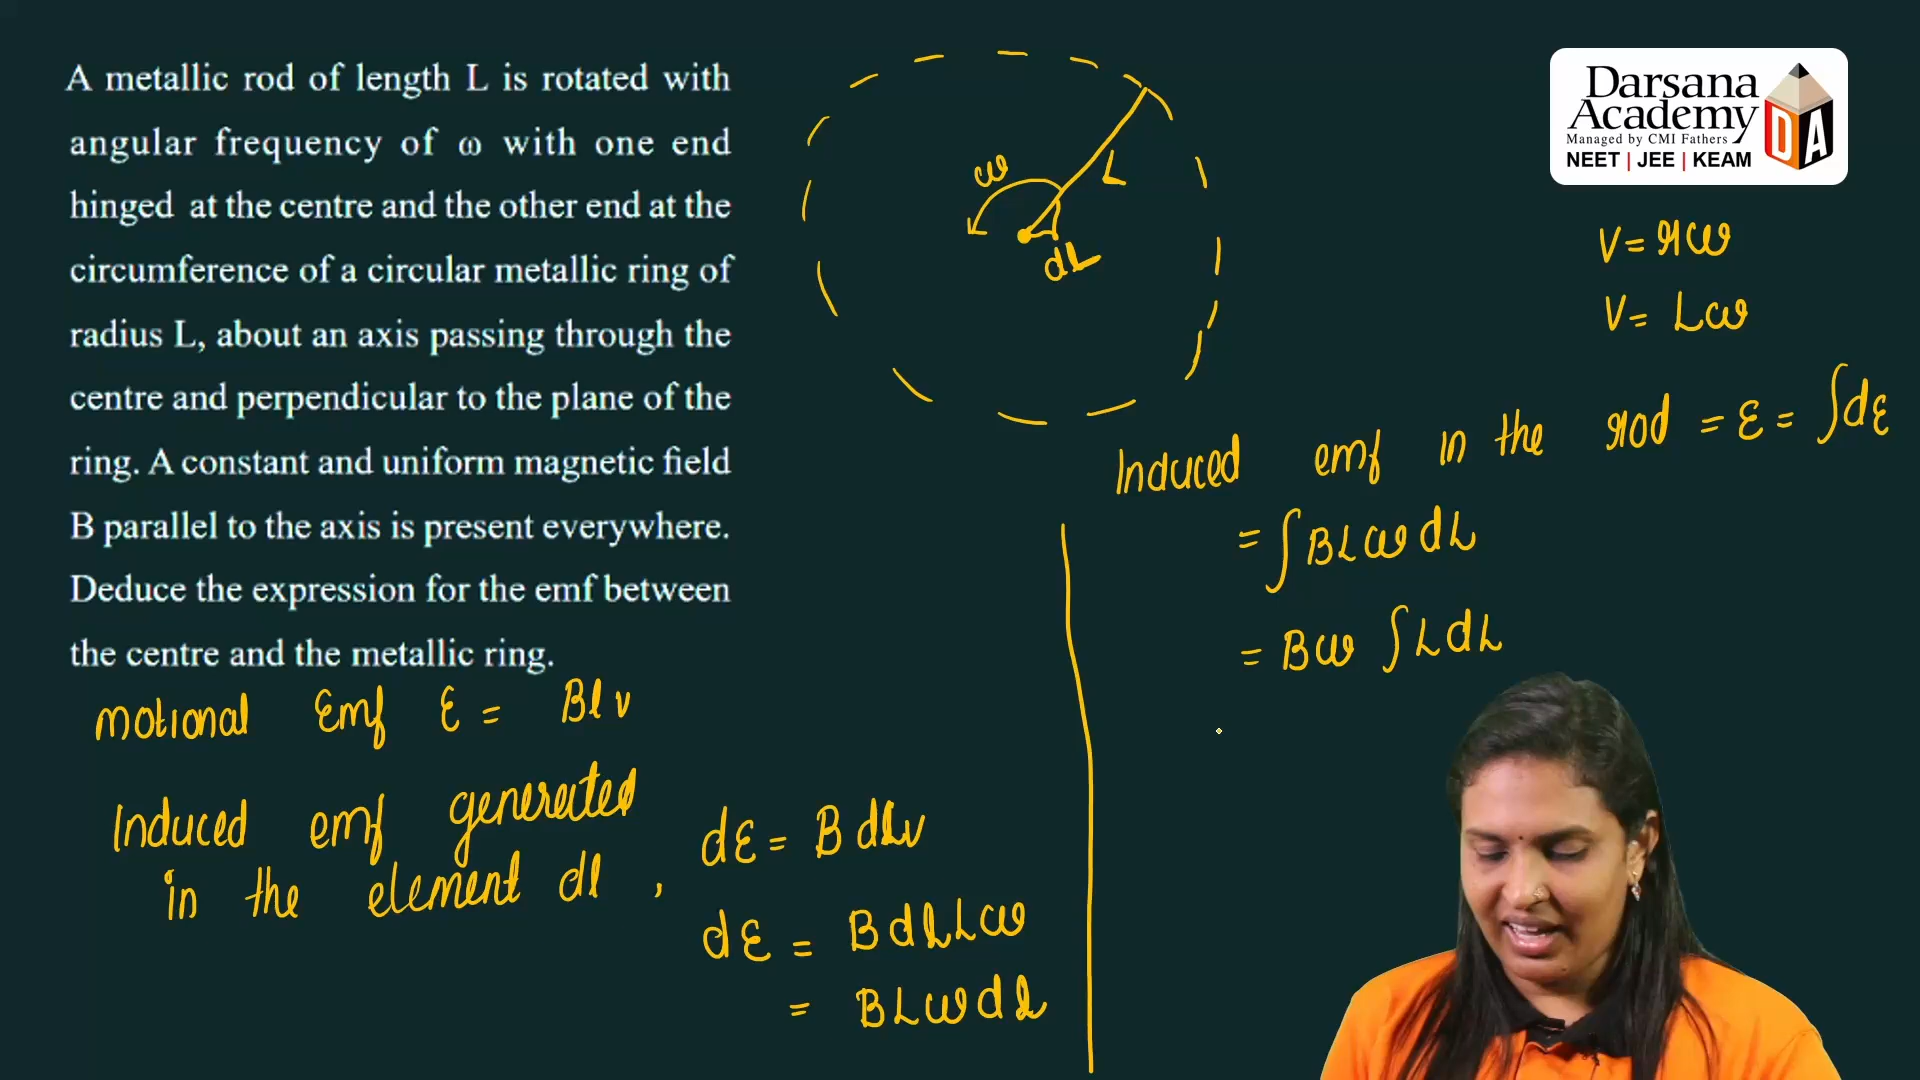 A metallic rod of length L is rotated with
angular frequency of ω with one end
hinged at the centre and the other end at the
circumference of a circular metallic ring of
radius L, about an axis passing through the
centre and perpendicular to the plane of the
ring. A constant and uniform magnetic field
B parallel to the axis is present everywhere.
Deduce the expression for the emf between
the centre and the metallic ring.
motional Emf ε = Blv
Induced emf generated
in the element dl ,
dε = B dL v
dε = B dL L ω
= B L ω dL
ω
L
dL
Darsana
Academy
Managed by CMI Fathers
NEET | JEE | KEAM
DA
V = rω
V = Lω
Induced emf in the rod = ε = ∫dε
= ∫ B L ω dL
= Bω ∫ L dL